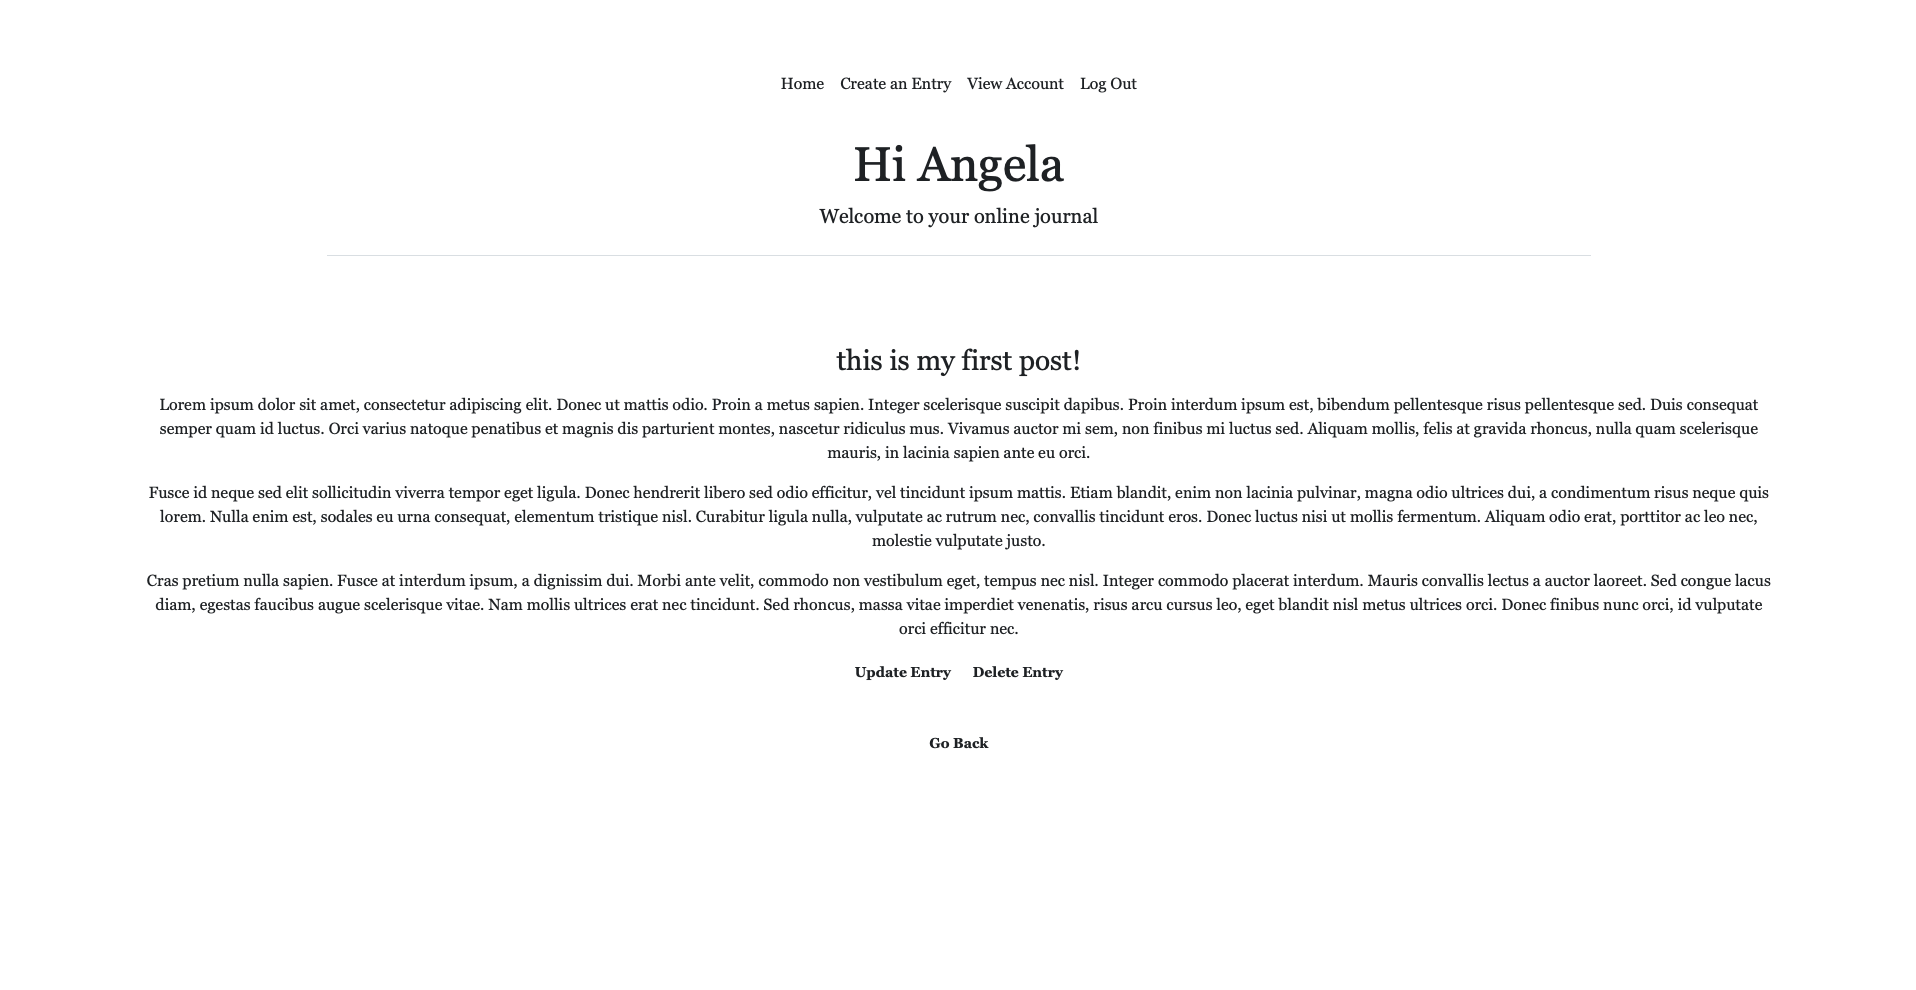 Home Create an Entry View Account Log Out
Hi Angela
Welcome to your online journal
this is my first post!
Lorem ipsum dolor sit amet, consectetur adipiscing elit. Donec ut mattis odio. Proin a metus sapien. Integer scelerisque suscipit dapibus. Proin interdum ipsum est, bibendum pellentesque risus pellentesque sed. Duis consequat
semper quam id luctus. Orci varius natoque penatibus et magnis dis parturient montes, nascetur ridiculus mus. Vivamus auctor mi sem, non finibus mi luctus sed. Aliquam mollis, felis at gravida rhoncus, nulla quam scelerisque
mauris, in lacinia sapien ante eu orci.
Fusce id neque sed elit sollicitudin viverra tempor eget ligula. Donec hendrerit libero sed odio efficitur, vel tincidunt ipsum mattis. Etiam blandit, enim non lacinia pulvinar, magna odio ultrices dui, a condimentum risus neque quis
lorem. Nulla enim est, sodales eu urna consequat, elementum tristique nisl. Curabitur ligula nulla, vulputate ac rutrum nec, convallis tincidunt eros. Donec luctus nisi ut mollis fermentum. Aliquam odio erat, porttitor ac leo nec,
molestie vulputate justo.
Cras pretium nulla sapien. Fusce at interdum ipsum, a dignissim dui. Morbi ante velit, commodo non vestibulum eget, tempus nec nisl. Integer commodo placerat interdum. Mauris convallis lectus a auctor laoreet. Sed congue lacus
diam, egestas faucibus augue scelerisque vitae. Nam mollis ultrices erat nec tincidunt. Sed rhoncus, massa vitae imperdiet venenatis, risus arcu cursus leo, eget blandit nisl metus ultrices orci. Donec finibus nunc orci, id vulputate
orci efficitur nec.
Update Entry Delete Entry
Go Back